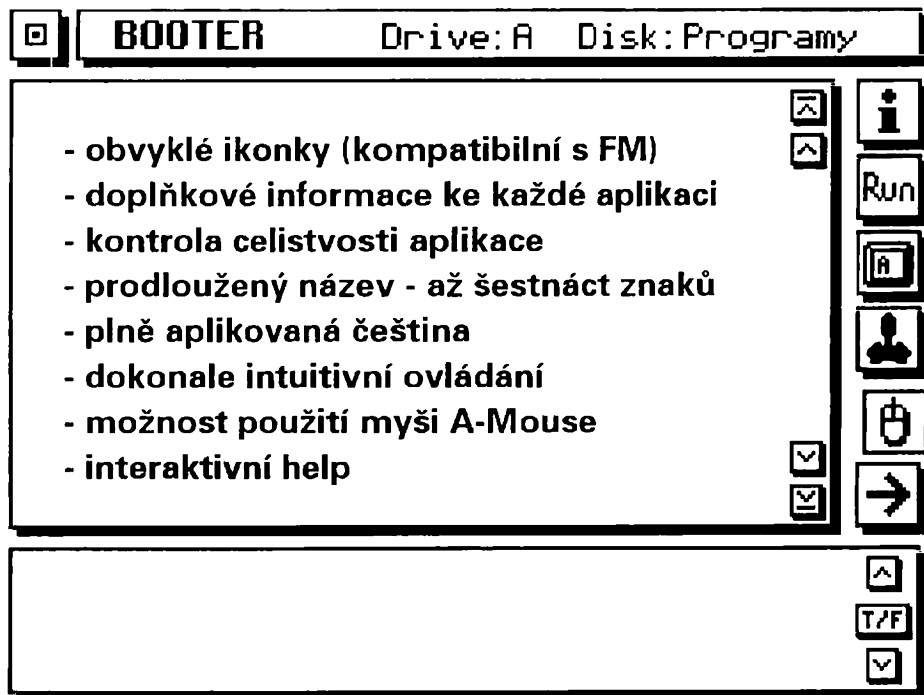 BOOTER Drive:A Disk:Programy
- obvyklé ikonky (kompatibilní s FM)
- doplňkové informace ke každé aplikaci
- kontrola celistvosti aplikace
- prodloužený název - až šestnáct znaků
- plně aplikovaná čeština
- dokonale intuitivní ovládání
- možnost použití myši A-Mouse
- interaktivní help
i
Run
A
T/F